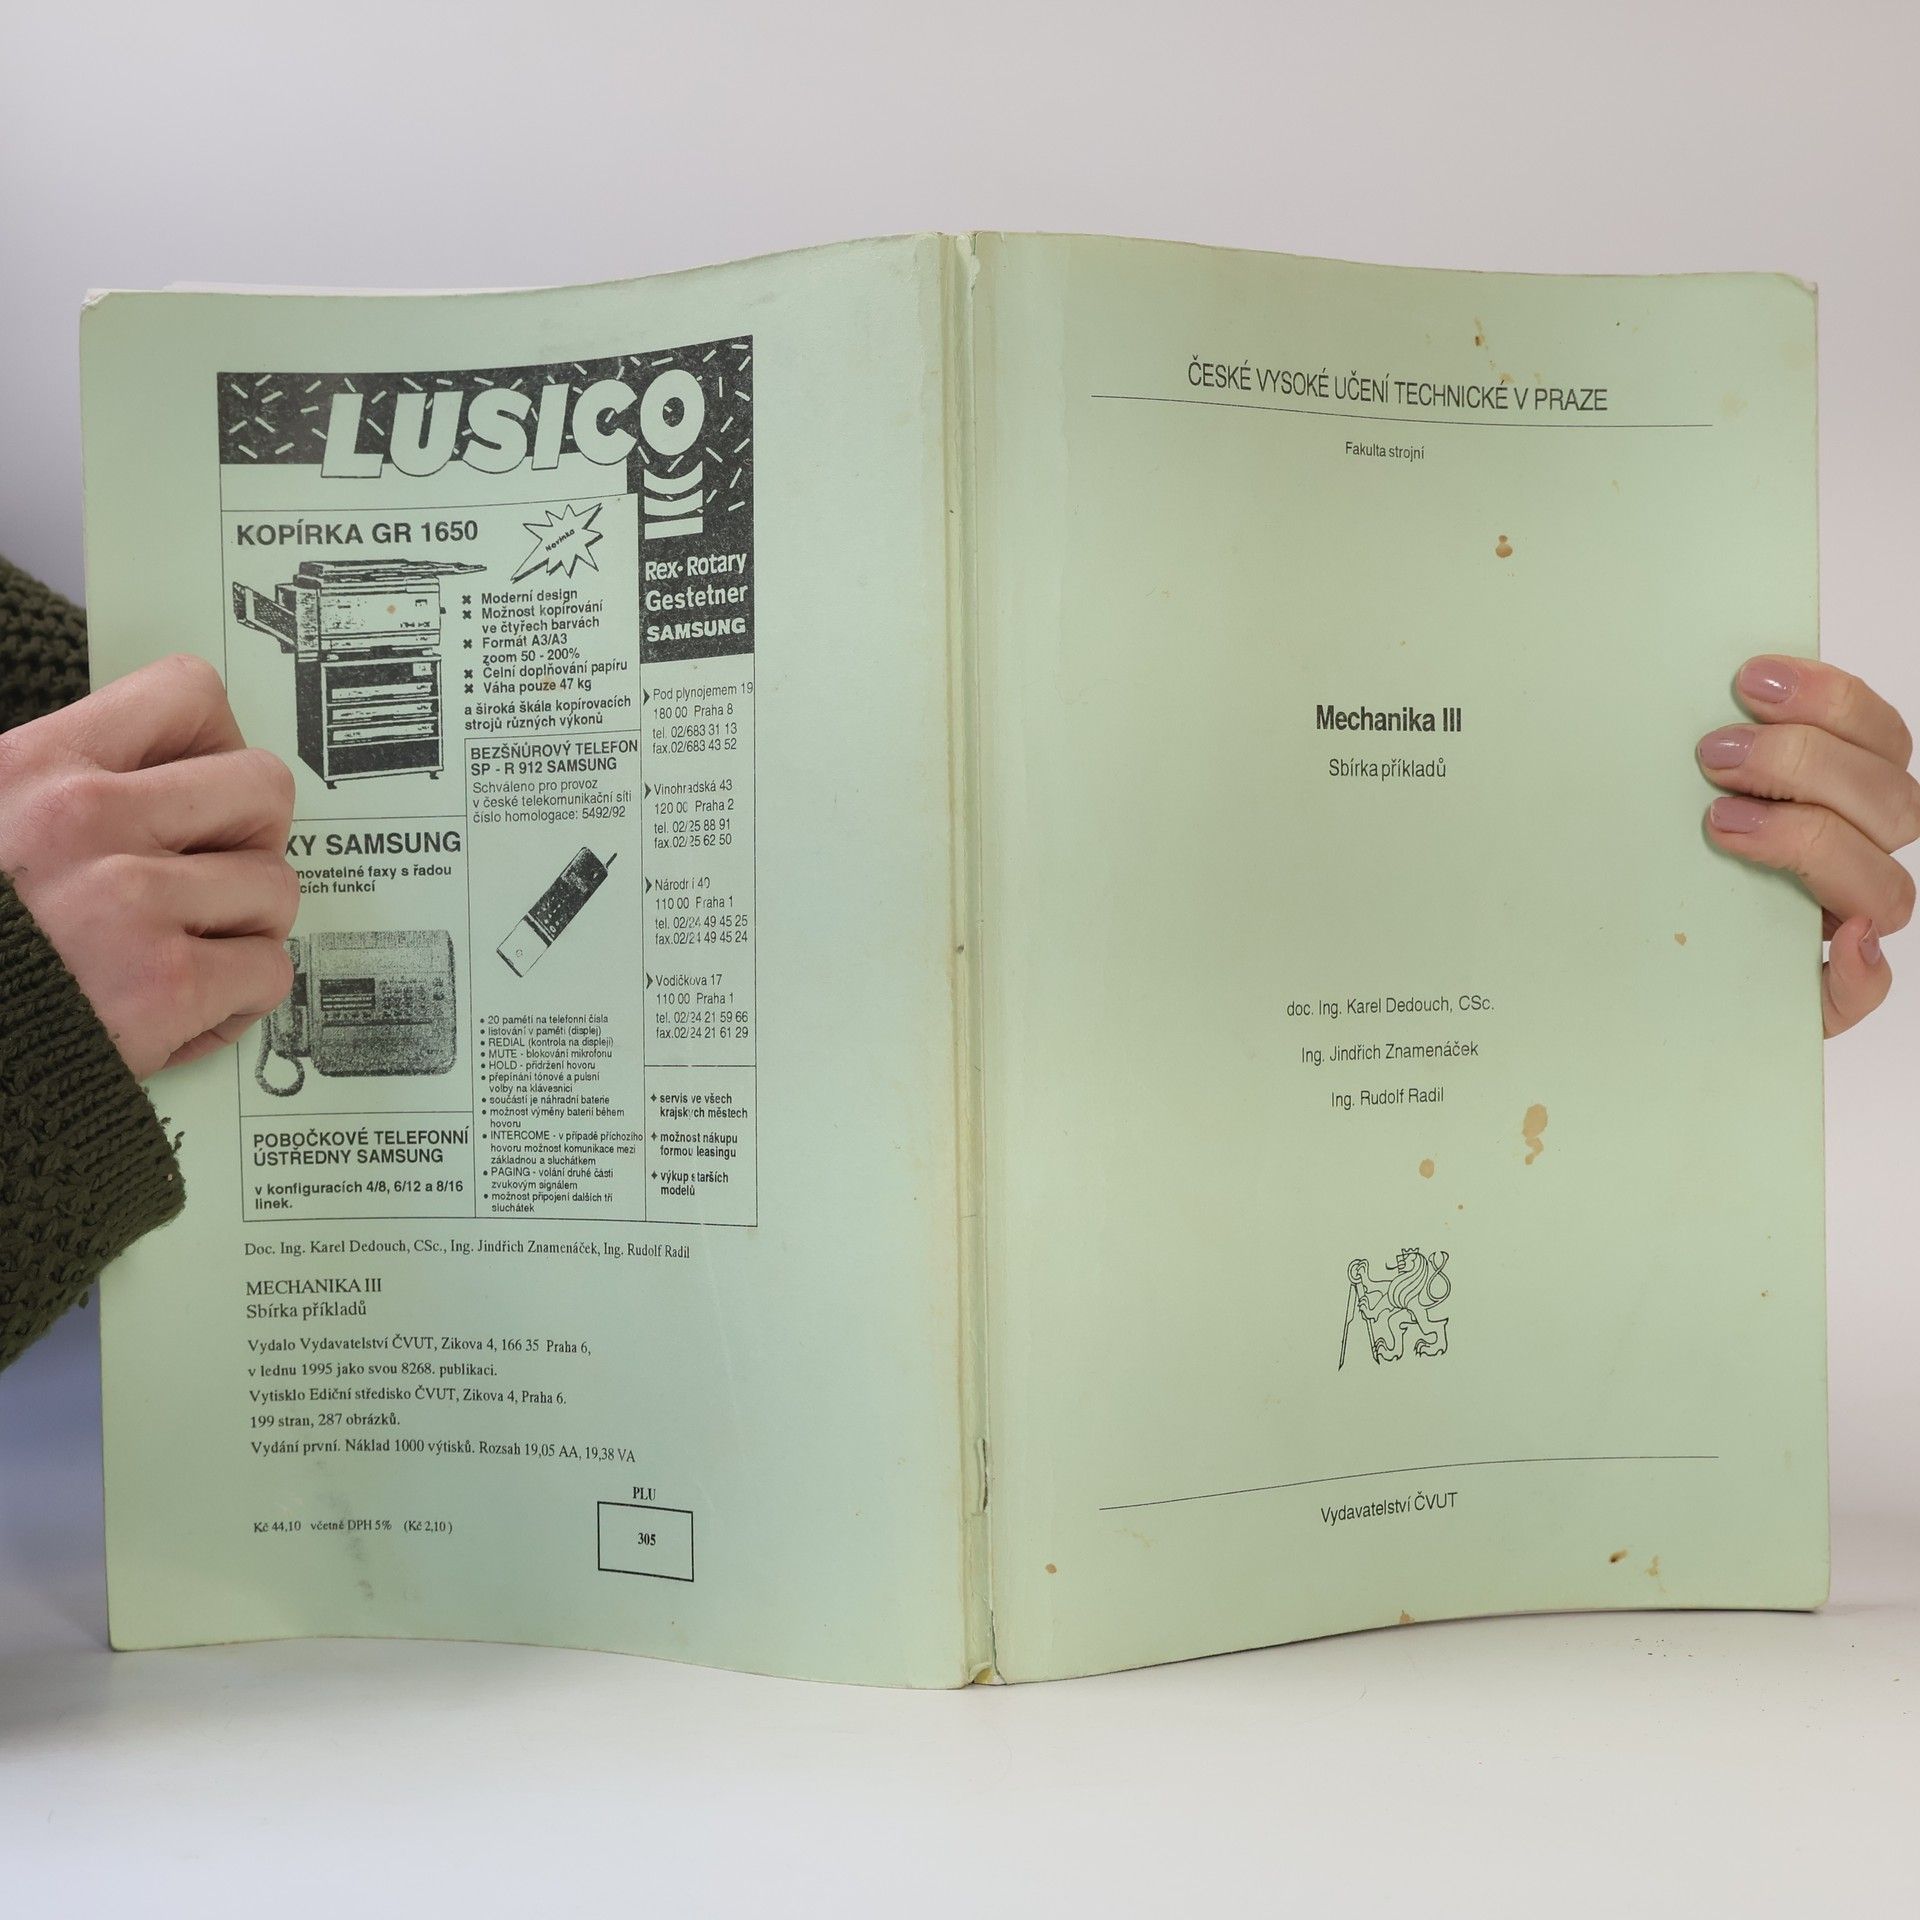 LUSICO
KOPÍRKA GR 1650
Novinka
✖ Moderní design
✖ Možnost kopírování
ve čtyřech barvách
✖ Formát A3/A3
zoom 50 - 200%
✖ Čelní doplňování papíru
✖ Váha pouze 47 kg
a široká škála kopírovacích
strojů různých výkonů
XY SAMSUNG
movatelné faxy s řadou
cích funkcí
POBOČKOVÉ TELEFONNÍ
ÚSTŘEDNY SAMSUNG
v konfiguracích 4/8, 6/12 a 8/16
linek.
BEZŠŇŮROVÝ TELEFON
SP - R 912 SAMSUNG
Schváleno pro provoz
v české telekomunikační síti
číslo homologace: 5492/92
• 20 pamětí na telefonní čísla
• listování v paměti (displej)
• REDIAL (kontrola na displeji)
• MUTE - blokování mikrofonu
• HOLD - přidržení hovoru
• přepínání tónové a pulsní
volby na klávesnici
• součástí je náhradní baterie
• možnost výměny baterií během
hovoru
• INTERCOME - v případě příchozího
hovoru možnost komunikace mezi
základnou a sluchátkem
• PAGING - volání druhé části
zvukovým signálem
• možnost připojení dalších tří
sluchátek
Rex·Rotary
Gestetner
SAMSUNG
Pod plynojemem 19
180 00 Praha 8
tel. 02/683 31 13
fax.02/683 43 52
Vinohradská 43
120 00 Praha 2
tel. 02/25 88 91
fax.02/25 62 50
Národní 40
110 00 Praha 1
tel. 02/24 49 45 25
fax.02/24 49 45 24
Vodičkova 17
110 00 Praha 1
tel. 02/24 21 59 66
fax.02/24 21 61 29
✦ servis ve všech
krajských městech
✦ možnost nákupu
formou leasingu
✦ výkup starších
modelů
Doc. Ing. Karel Dedouch, CSc., Ing. Jindřich Znamenáček, Ing. Rudolf Radil
MECHANIKA III
Sbírka příkladů
Vydalo Vydavatelství ČVUT, Zikova 4, 166 35 Praha 6,
v lednu 1995 jako svou 8268. publikaci.
Vytisklo Ediční středisko ČVUT, Zikova 4, Praha 6.
199 stran, 287 obrázků.
Vydání první. Náklad 1000 výtisků. Rozsah 19,05 AA, 19,38 VA
PLU
305
Kč 44,10 včetně DPH 5% (Kč 2,10 )
ČESKÉ VYSOKÉ UČENÍ TECHNICKÉ V PRAZE
Fakulta strojní
Mechanika III
Sbírka příkladů
doc. Ing. Karel Dedouch, CSc.
Ing. Jindřich Znamenáček
Ing. Rudolf Radil
Vydavatelství ČVUT